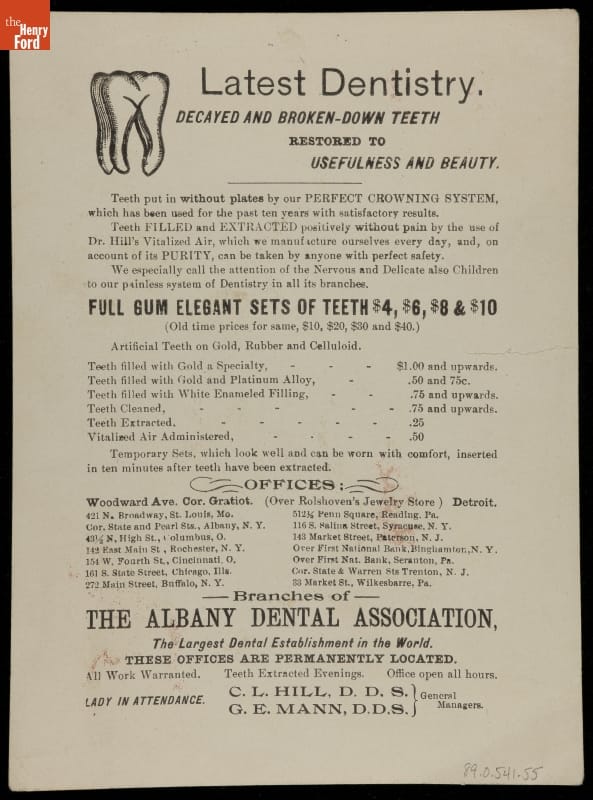 the
Henry
Ford
Latest Dentistry.
DECAYED AND BROKEN-DOWN TEETH
RESTORED TO
USEFULNESS AND BEAUTY.
Teeth put in without plates by our PERFECT CROWNING SYSTEM,
which has been used for the past ten years with satisfactory results.
Teeth FILLED and EXTRACTED positively without pain by the use of
Dr. Hill's Vitalized Air, which we manufacture ourselves every day, and, on
account of its PURITY, can be taken by anyone with perfect safety.
We especially call the attention of the Nervous and Delicate also Children
to our painless system of Dentistry in all its branches.
FULL GUM ELEGANT SETS OF TEETH $4, $6, $8 & $10
(Old time prices for same, $10, $20, $30 and $40.)
Artificial Teeth on Gold, Rubber and Celluloid.
Teeth filled with Gold a Specialty, - - - $1.00 and upwards.
Teeth filled with Gold and Platinum Alloy, - .50 and 75c.
Teeth filled with White Enameled Filling, - - .75 and upwards.
Teeth Cleaned, - - - - - .75 and upwards.
Teeth Extracted. - - - - - .25
Vitalized Air Administered, - - - - .50
Temporary Sets, which look well and can be worn with comfort, inserted
in ten minutes after teeth have been extracted.
OFFICES:
Woodward Ave. Cor. Gratiot. (Over Rolshoven's Jewelry Store) Detroit.
421 N. Broadway, St. Louis, Mo. 512½ Penn Square, Reading, Pa.
Cor. State and Pearl Sts., Albany, N. Y. 116 S. Salina Street, Syracuse, N. Y.
43½ N, High St., Columbus, O. 143 Market Street, Paterson, N. J.
142 East Main St, Rochester, N. Y. Over First National Bank, Binghamton, N. Y.
154 W. Fourth St., Cincinnati, O. Over First Nat. Bank, Scranton, Pa.
161 S. State Street, Chicago, Ills. Cor. State & Warren Sts Trenton, N. J.
272 Main Street, Buffalo, N. Y. 33 Market St., Wilkesbarre, Pa.
Branches of
THE ALBANY DENTAL ASSOCIATION,
The Largest Dental Establishment in the World.
THESE OFFICES ARE PERMANENTLY LOCATED.
All Work Warranted. Teeth Extracted Evenings. Office open all hours.
LADY IN ATTENDANCE. C. L. HILL, D. D. S. } General
G. E. MANN, D.D.S. } Managers.
89.0.541.55